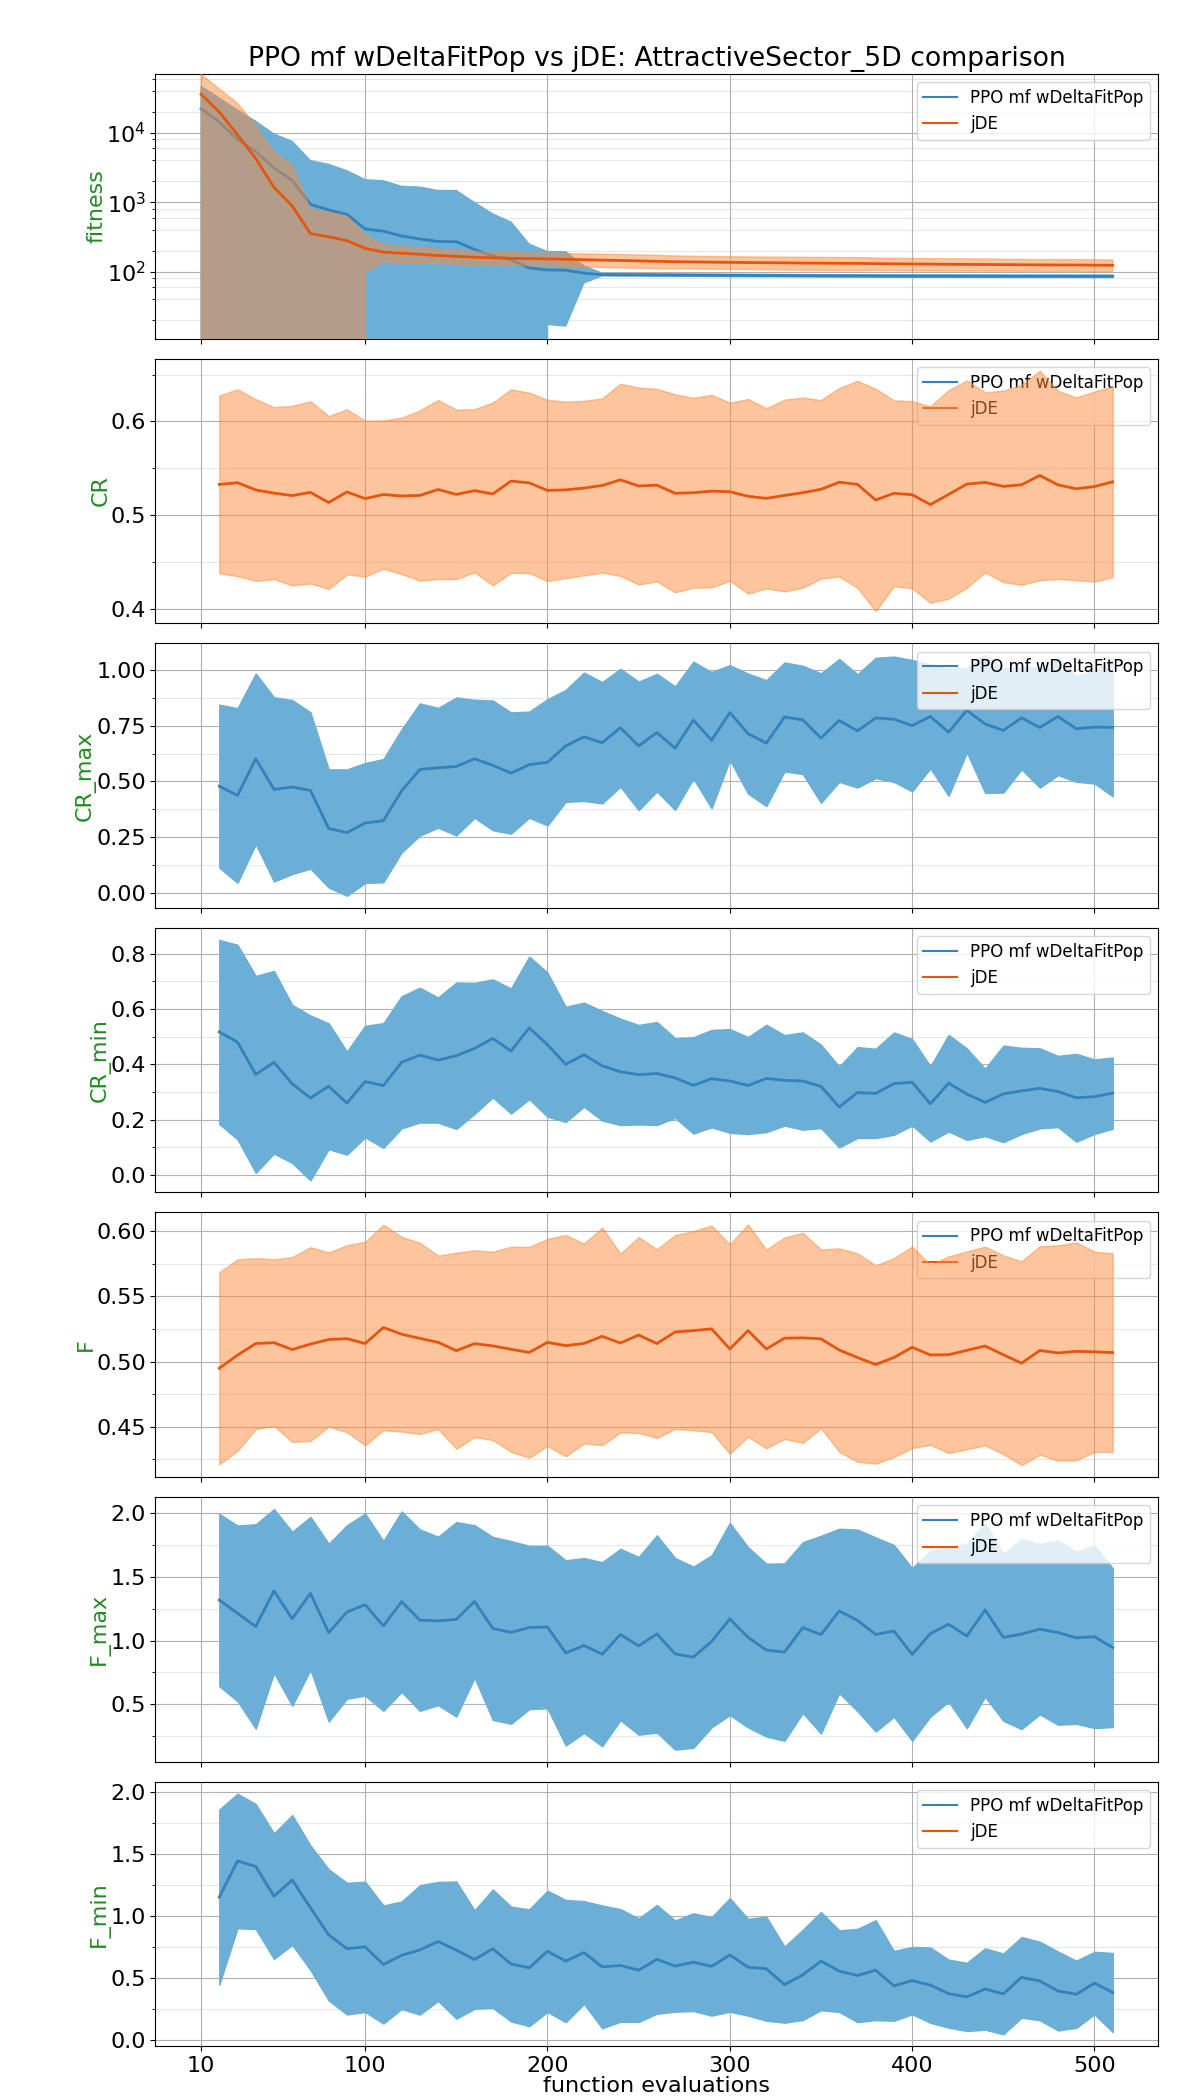 PPO mf wDeltaFitPop vs jDE: AttractiveSector_5D comparison
PPO mf wDeltaFitPop
jDE
fitness
10^4
10^3
10^2
PPO mf wDeltaFitPop
jDE
CR
0.6
0.5
0.4
PPO mf wDeltaFitPop
jDE
CR_max
1.00
0.75
0.50
0.25
0.00
PPO mf wDeltaFitPop
jDE
CR_min
0.8
0.6
0.4
0.2
0.0
PPO mf wDeltaFitPop
jDE
F
0.60
0.55
0.50
0.45
PPO mf wDeltaFitPop
jDE
F_max
2.0
1.5
1.0
0.5
PPO mf wDeltaFitPop
jDE
F_min
2.0
1.5
1.0
0.5
0.0
10 100 200 300 400 500
function evaluations